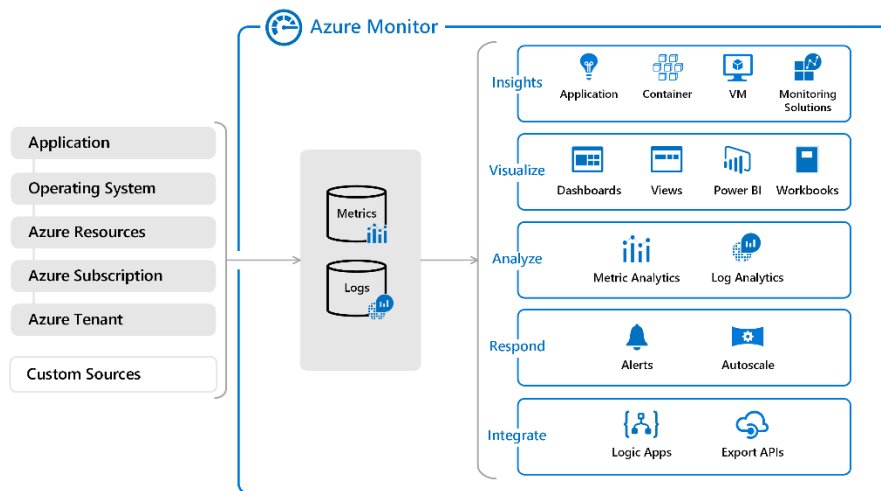 Azure Monitor
Application
Operating System
Azure Resources
Azure Subscription
Azure Tenant
Custom Sources
Metrics
Logs
Insights
Application
Container
VM
Monitoring
Solutions
Visualize
Dashboards
Views
Power BI
Workbooks
Analyze
Metric Analytics
Log Analytics
Respond
Alerts
Autoscale
Integrate
Logic Apps
Export APIs